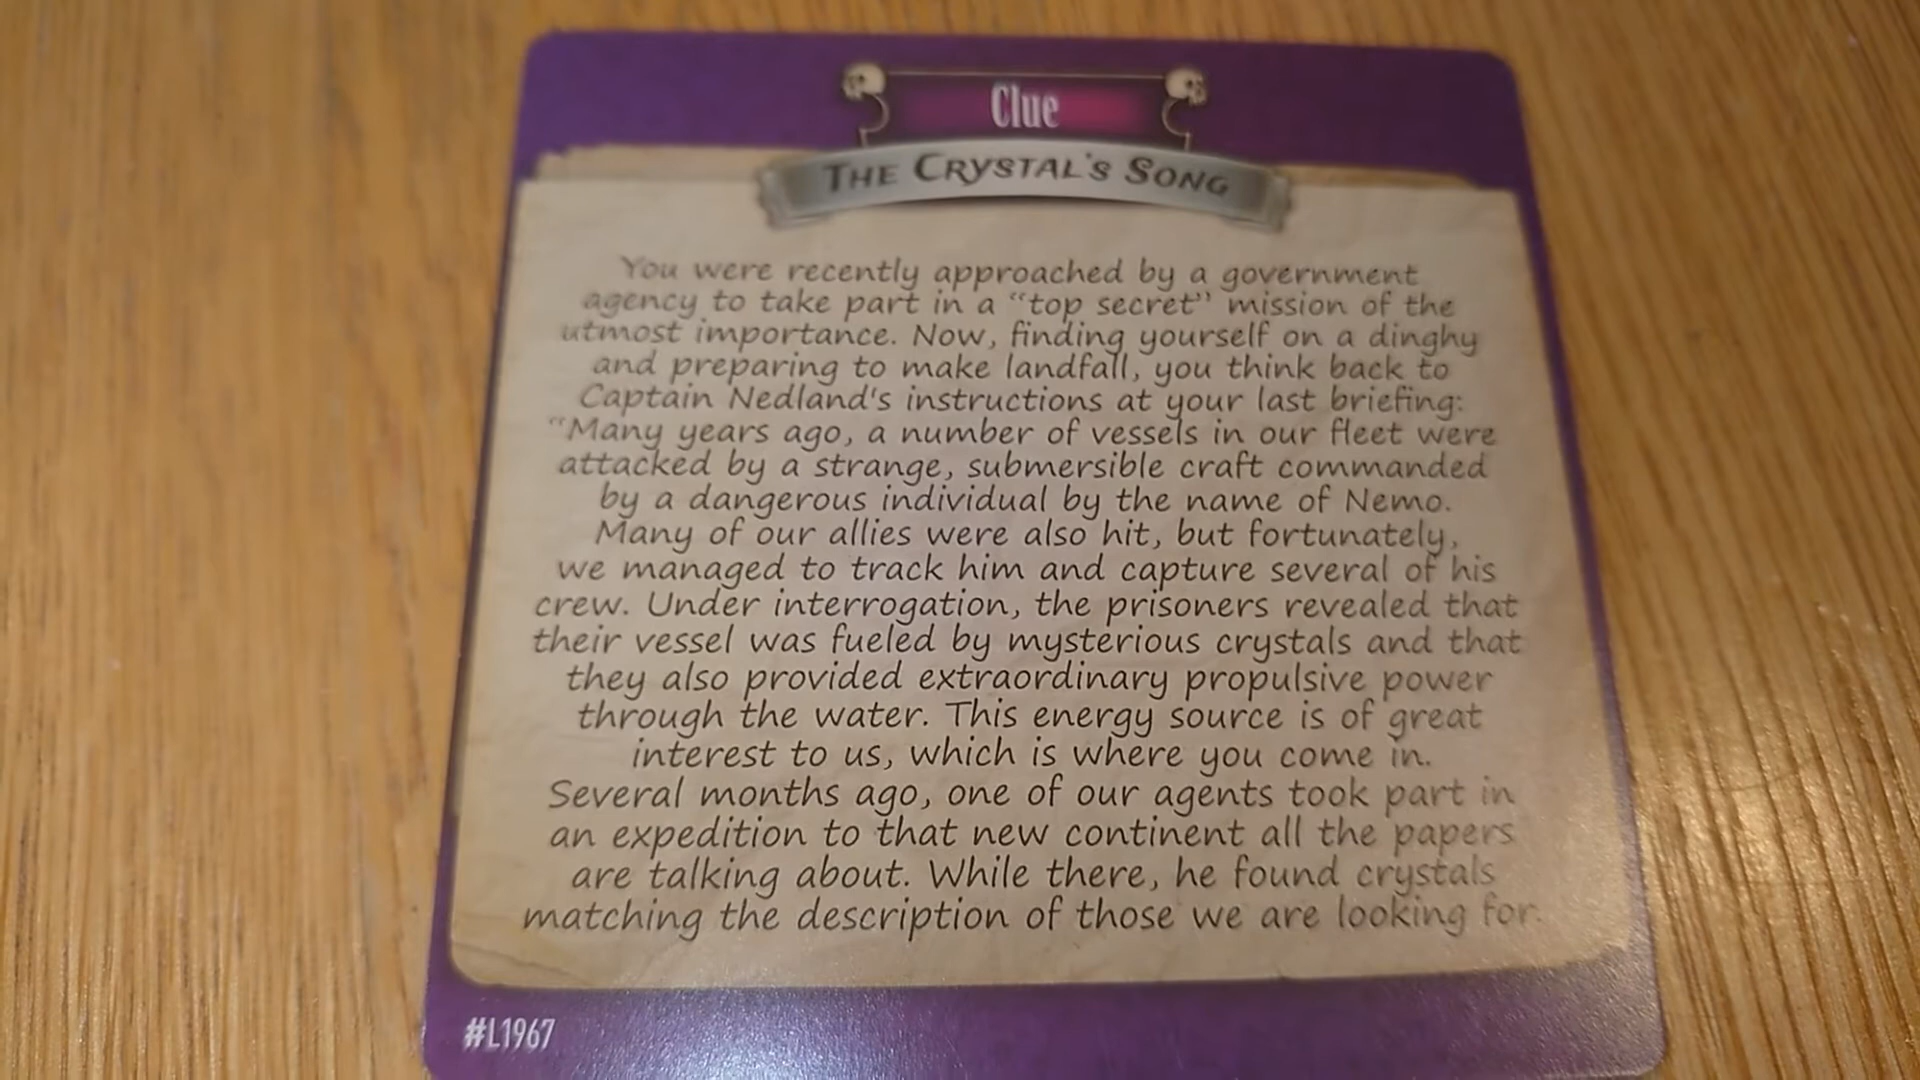 Clue
THE CRYSTAL'S SONG
You were recently approached by a government
agency to take part in a “top secret” mission of the
utmost importance. Now, finding yourself on a dinghy
and preparing to make landfall, you think back to
Captain Nedland's instructions at your last briefing:
“Many years ago, a number of vessels in our fleet were
attacked by a strange, submersible craft commanded
by a dangerous individual by the name of Nemo.
Many of our allies were also hit, but fortunately,
we managed to track him and capture several of his
crew. Under interrogation, the prisoners revealed that
their vessel was fueled by mysterious crystals and that
they also provided extraordinary propulsive power
through the water. This energy source is of great
interest to us, which is where you come in.
Several months ago, one of our agents took part in
an expedition to that new continent all the papers
are talking about. While there, he found crystals
matching the description of those we are looking for.
#L1967